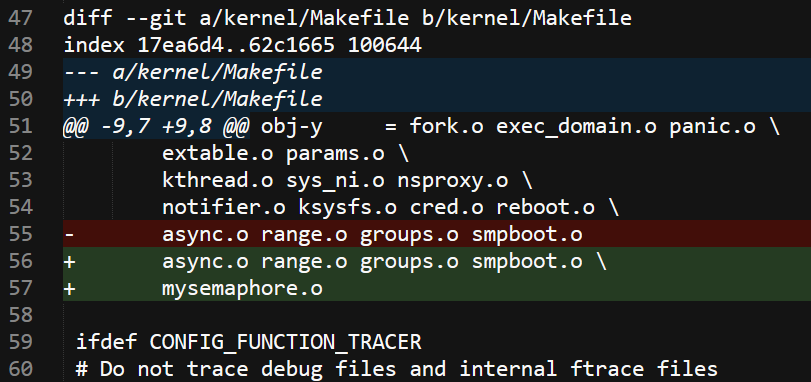 47 diff --git a/kernel/Makefile b/kernel/Makefile
48 index 17ea6d4..62c1665 100644
49 --- a/kernel/Makefile
50 +++ b/kernel/Makefile
51 @@ -9,7 +9,8 @@ obj-y     = fork.o exec_domain.o panic.o \
52         extable.o params.o \
53         kthread.o sys_ni.o nsproxy.o \
54         notifier.o ksysfs.o cred.o reboot.o \
55 -       async.o range.o groups.o smpboot.o
56 +       async.o range.o groups.o smpboot.o \
57 +       mysemaphore.o
58
59  ifdef CONFIG_FUNCTION_TRACER
60  # Do not trace debug files and internal ftrace files